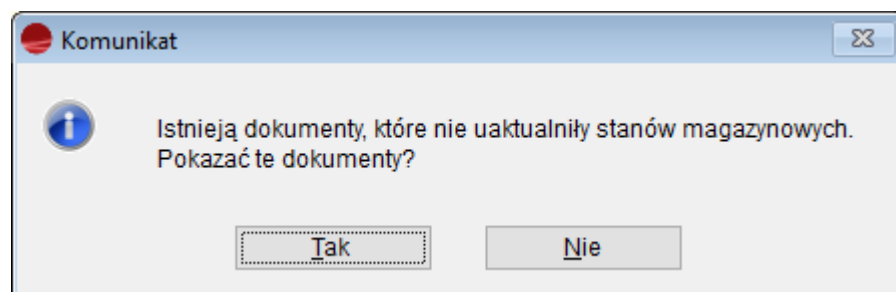 Komunikat
Istnieją dokumenty, które nie uaktualniły stanów magazynowych.
Pokazać te dokumenty?
Tak
Nie